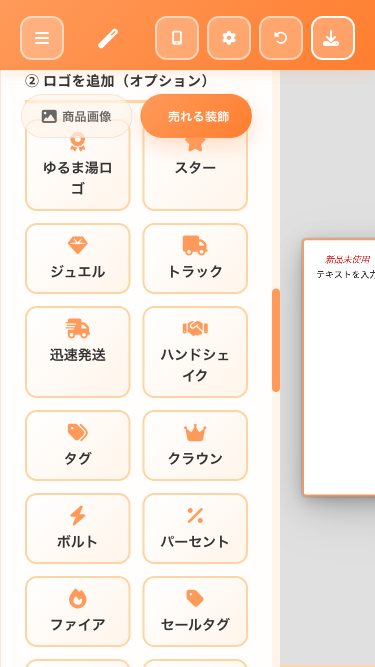 ② ロゴを追加（オプション）
商品画像
売れる装飾
ゆるま湯ロ
ゴ
スター
ジュエル
トラック
迅速発送
ハンドシェ
イク
タグ
クラウン
ボルト
パーセント
ファイア
セールタグ
新品未使用
テキストを入力